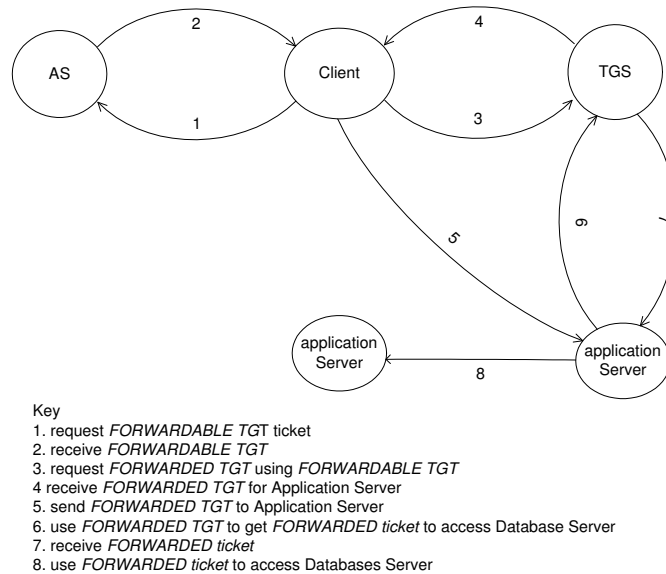 2
4
AS
Client
TGS
1
3
5
6
application
Server
application
Server
8
Key
1. request FORWARDABLE TGT ticket
2. receive FORWARDABLE TGT
3. request FORWARDED TGT using FORWARDABLE TGT
4 receive FORWARDED TGT for Application Server
5. send FORWARDED TGT to Application Server
6. use FORWARDED TGT to get FORWARDED ticket to access Database Server
7. receive FORWARDED ticket
8. use FORWARDED ticket to access Databases Server